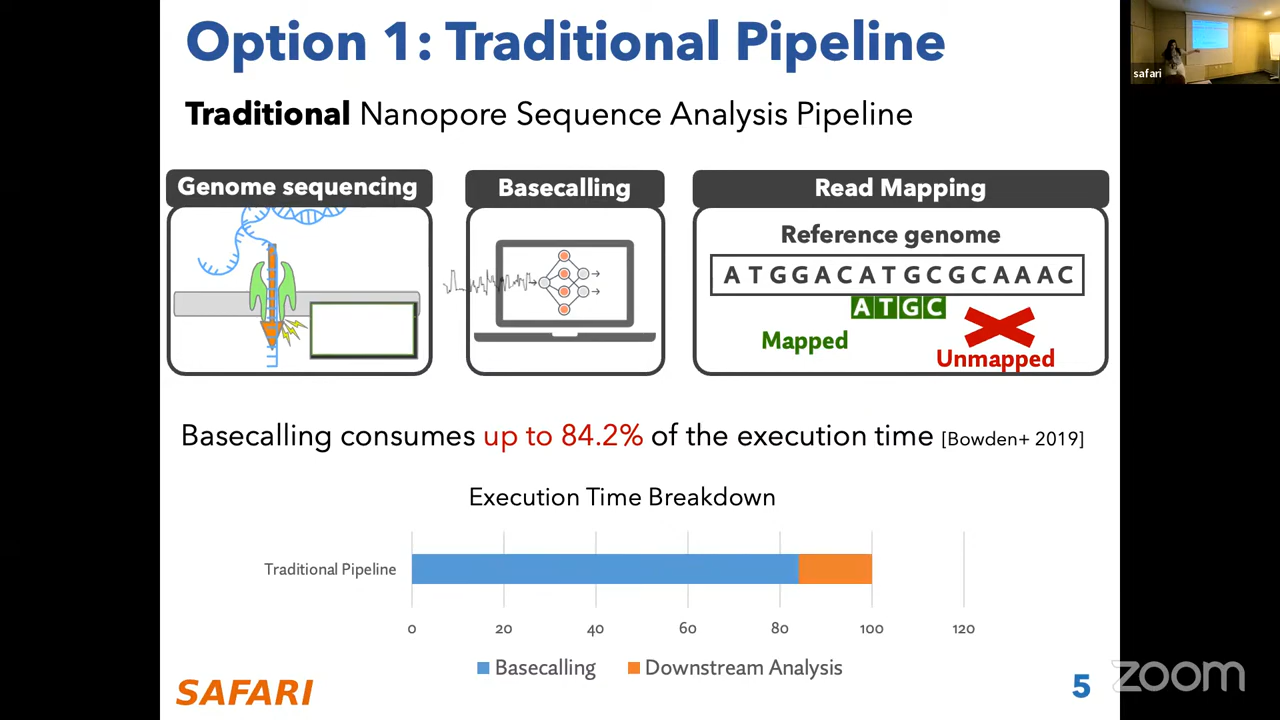 Option 1: Traditional Pipeline
safari
Traditional Nanopore Sequence Analysis Pipeline
Genome sequencing
Basecalling
Read Mapping
Reference genome
ATGGACATGCGCAAAC
ATGC
Mapped
Unmapped
Basecalling consumes up to 84.2% of the execution time [Bowden+ 2019]
Execution Time Breakdown
Traditional Pipeline
0 20 40 60 80 100 120
Basecalling Downstream Analysis
SAFARI
5
zoom